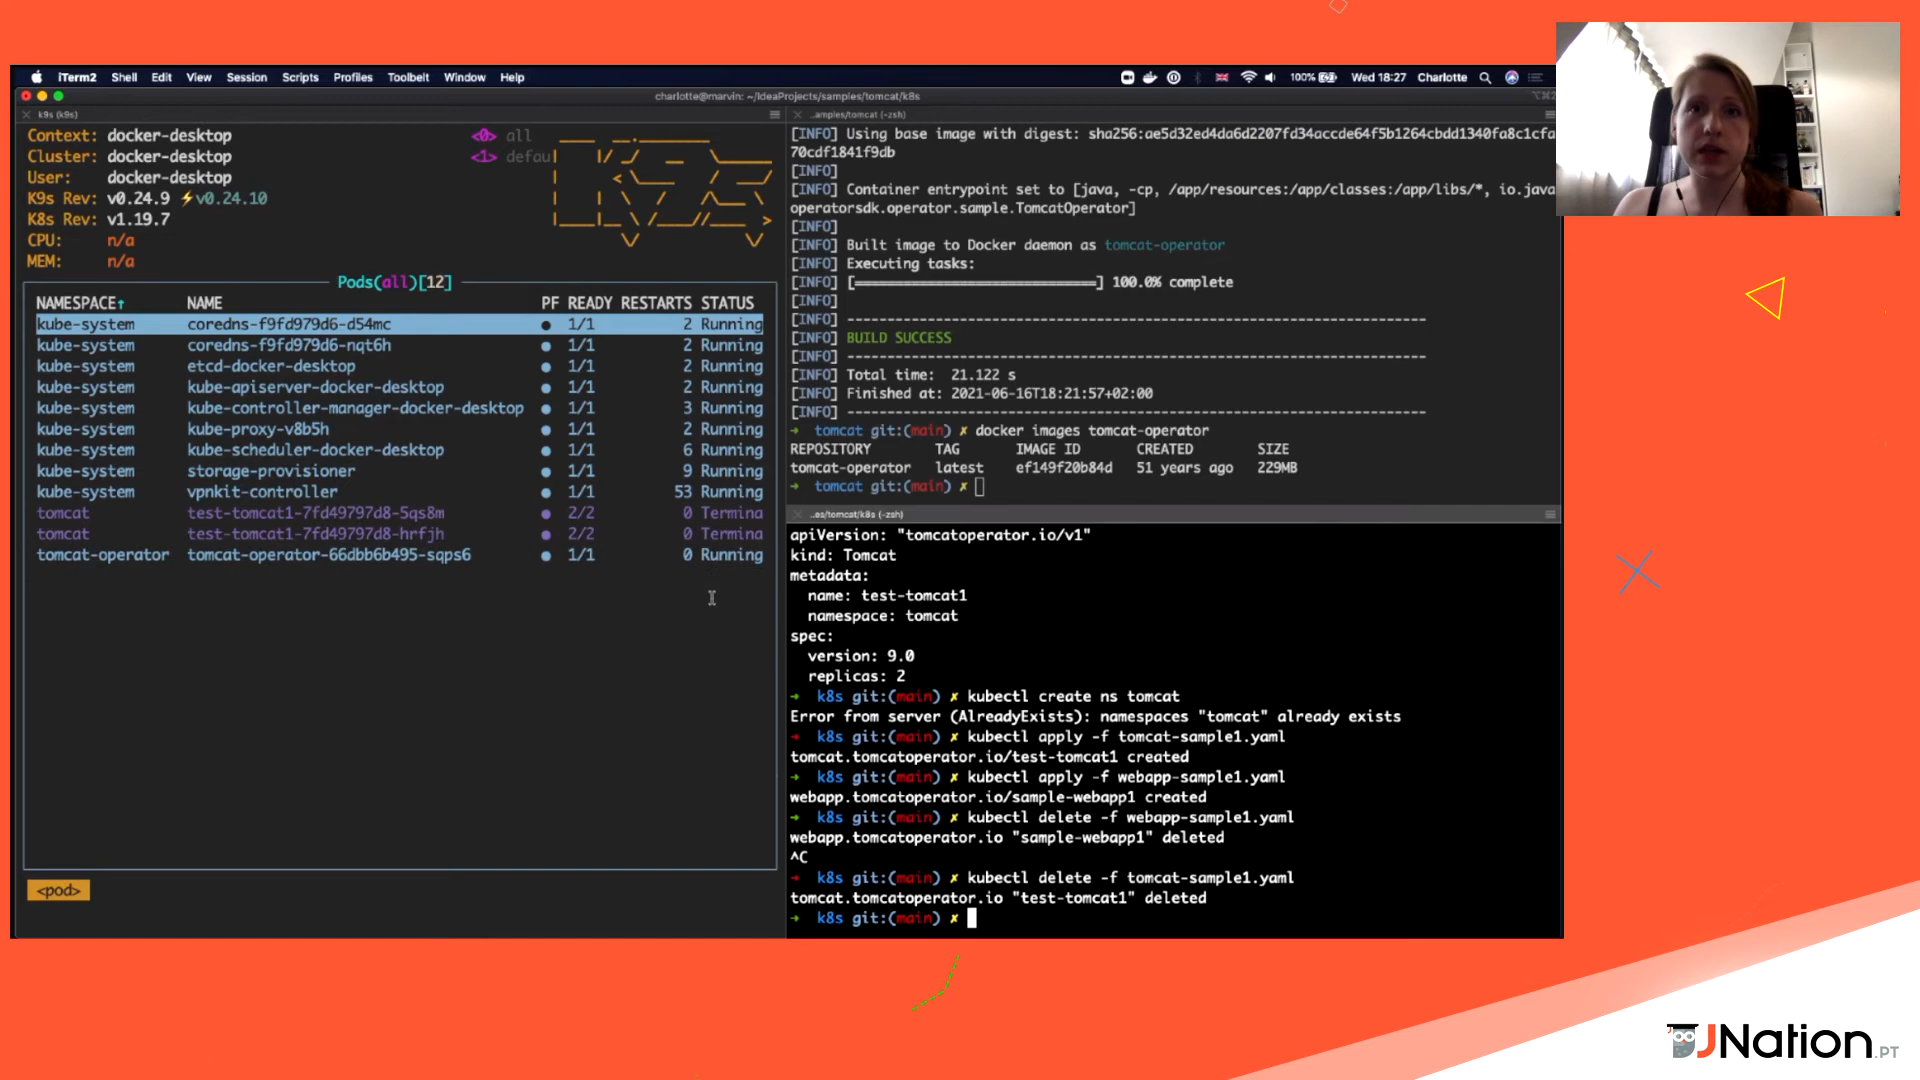 iTerm2 Shell Edit View Session Scripts Profiles Toolbelt Window Help
100% Wed 18:27 Charlotte
charlotte@marvin: ~/IdeaProjects/samples/tomcat/k8s
k9s (k9s)
Context: docker-desktop
<0> all
Cluster: docker-desktop
<1> defau
User: docker-desktop
K9s Rev: v0.24.9 ⚡v0.24.10
K8s Rev: v1.19.7
CPU: n/a
MEM: n/a
Pods(all)[12]
NAMESPACE↑ NAME PF READY RESTARTS STATUS
kube-system coredns-f9fd979d6-d54mc ● 1/1 2 Running
kube-system coredns-f9fd979d6-nqt6h ● 1/1 2 Running
kube-system etcd-docker-desktop ● 1/1 2 Running
kube-system kube-apiserver-docker-desktop ● 1/1 2 Running
kube-system kube-controller-manager-docker-desktop ● 1/1 3 Running
kube-system kube-proxy-v8b5h ● 1/1 2 Running
kube-system kube-scheduler-docker-desktop ● 1/1 6 Running
kube-system storage-provisioner ● 1/1 9 Running
kube-system vpnkit-controller ● 1/1 53 Running
tomcat test-tomcat1-7fd49797d8-5qs8m ● 2/2 0 Termina
tomcat test-tomcat1-7fd49797d8-hrfjh ● 2/2 0 Termina
tomcat-operator tomcat-operator-66dbb6b495-sqps6 ● 1/1 0 Running
<pod>
..amples/tomcat (-zsh)
[INFO] Using base image with digest: sha256:ae5d32ed4da6d2207fd34accde64f5b1264cbdd1340fa8c1cfa
70cdf1841f9db
[INFO]
[INFO] Container entrypoint set to [java, -cp, /app/resources:/app/classes:/app/libs/*, io.java
operatorsdk.operator.sample.TomcatOperator]
[INFO]
[INFO] Built image to Docker daemon as tomcat-operator
[INFO] Executing tasks:
[INFO] [==============================] 100.0% complete
[INFO]
[INFO] ------------------------------------------------------------------------
[INFO] BUILD SUCCESS
[INFO] ------------------------------------------------------------------------
[INFO] Total time: 21.122 s
[INFO] Finished at: 2021-06-16T18:21:57+02:00
[INFO] ------------------------------------------------------------------------
→ tomcat git:(main) ✗ docker images tomcat-operator
REPOSITORY TAG IMAGE ID CREATED SIZE
tomcat-operator latest ef149f20b84d 51 years ago 229MB
→ tomcat git:(main) ✗
..es/tomcat/k8s (-zsh)
apiVersion: "tomcatoperator.io/v1"
kind: Tomcat
metadata:
name: test-tomcat1
namespace: tomcat
spec:
version: 9.0
replicas: 2
→ k8s git:(main) ✗ kubectl create ns tomcat
Error from server (AlreadyExists): namespaces "tomcat" already exists
→ k8s git:(main) ✗ kubectl apply -f tomcat-sample1.yaml
tomcat.tomcatoperator.io/test-tomcat1 created
→ k8s git:(main) ✗ kubectl apply -f webapp-sample1.yaml
webapp.tomcatoperator.io/sample-webapp1 created
→ k8s git:(main) ✗ kubectl delete -f webapp-sample1.yaml
webapp.tomcatoperator.io "sample-webapp1" deleted
^C
→ k8s git:(main) ✗ kubectl delete -f tomcat-sample1.yaml
tomcat.tomcatoperator.io "test-tomcat1" deleted
→ k8s git:(main) ✗
JNation.PT